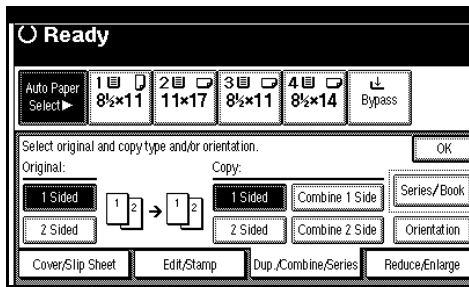 Ready
Auto Paper Select▶
1 8½×11
2 11×17
3 8½×11
4 8½×14
Bypass
Select original and copy type and/or orientation.
OK
Original:
Copy:
1 Sided
1 2 → 1 2
1 Sided
Combine 1 Side
Series/Book
2 Sided
2 Sided
Combine 2 Side
Orientation
Cover/Slip Sheet
Edit/Stamp
Dup./Combine/Series
Reduce/Enlarge